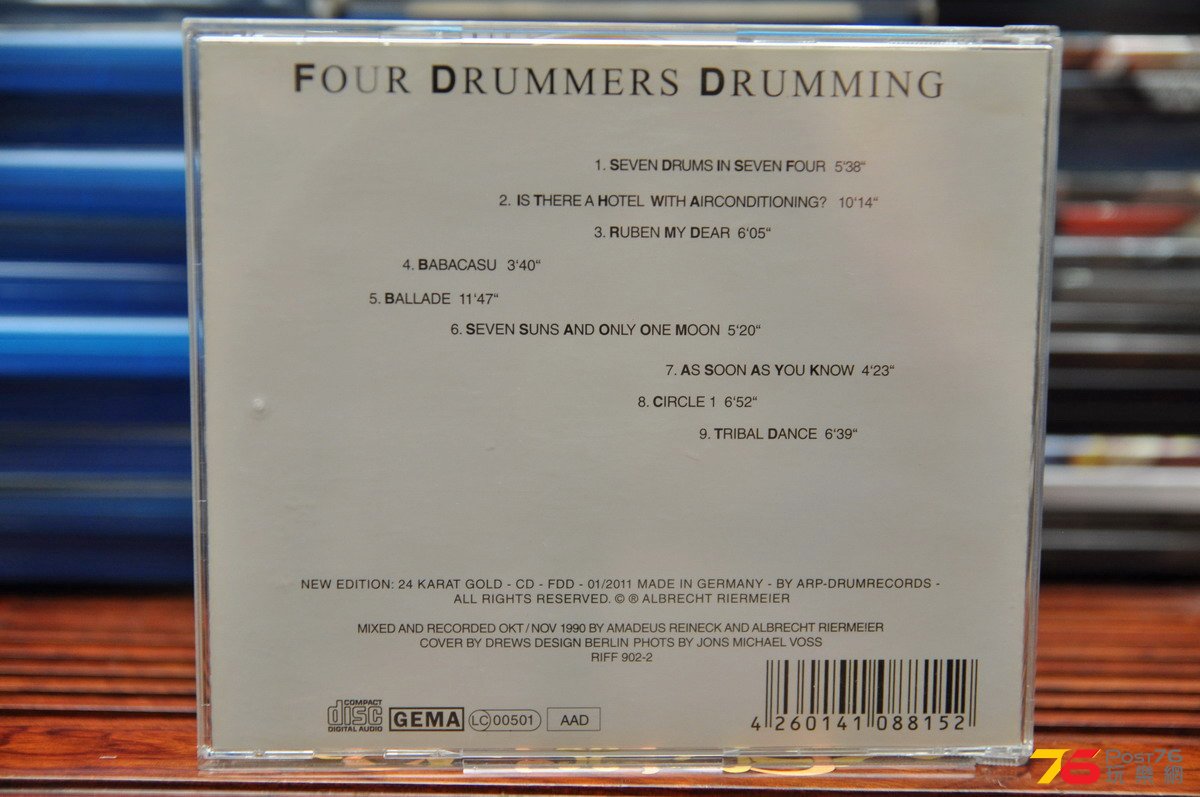 FOUR DRUMMERS DRUMMING
1. SEVEN DRUMS IN SEVEN FOUR 5'38"
2. IS THERE A HOTEL WITH AIRCONDITIONING? 10'14"
3. RUBEN MY DEAR 6'05"
4. BABACASU 3'40"
5. BALLADE 11'47"
6. SEVEN SUNS AND ONLY ONE MOON 5'20"
7. AS SOON AS YOU KNOW 4'23"
8. CIRCLE 1 6'52"
9. TRIBAL DANCE 6'39"
NEW EDITION: 24 KARAT GOLD - CD - FDD - 01/2011 MADE IN GERMANY - BY ARP-DRUMRECORDS -
ALL RIGHTS RESERVED. © ® ALBRECHT RIERMEIER
MIXED AND RECORDED OKT/NOV 1990 BY AMADEUS REINECK AND ALBRECHT RIERMEIER
COVER BY DREWS DESIGN BERLIN PHOTS BY JONS MICHAEL VOSS
RIFF 902-2
COMPACT
disc
DIGITAL AUDIO
GEMA
LC 00501
AAD
4 260141 088152
76 Post76
玩樂網